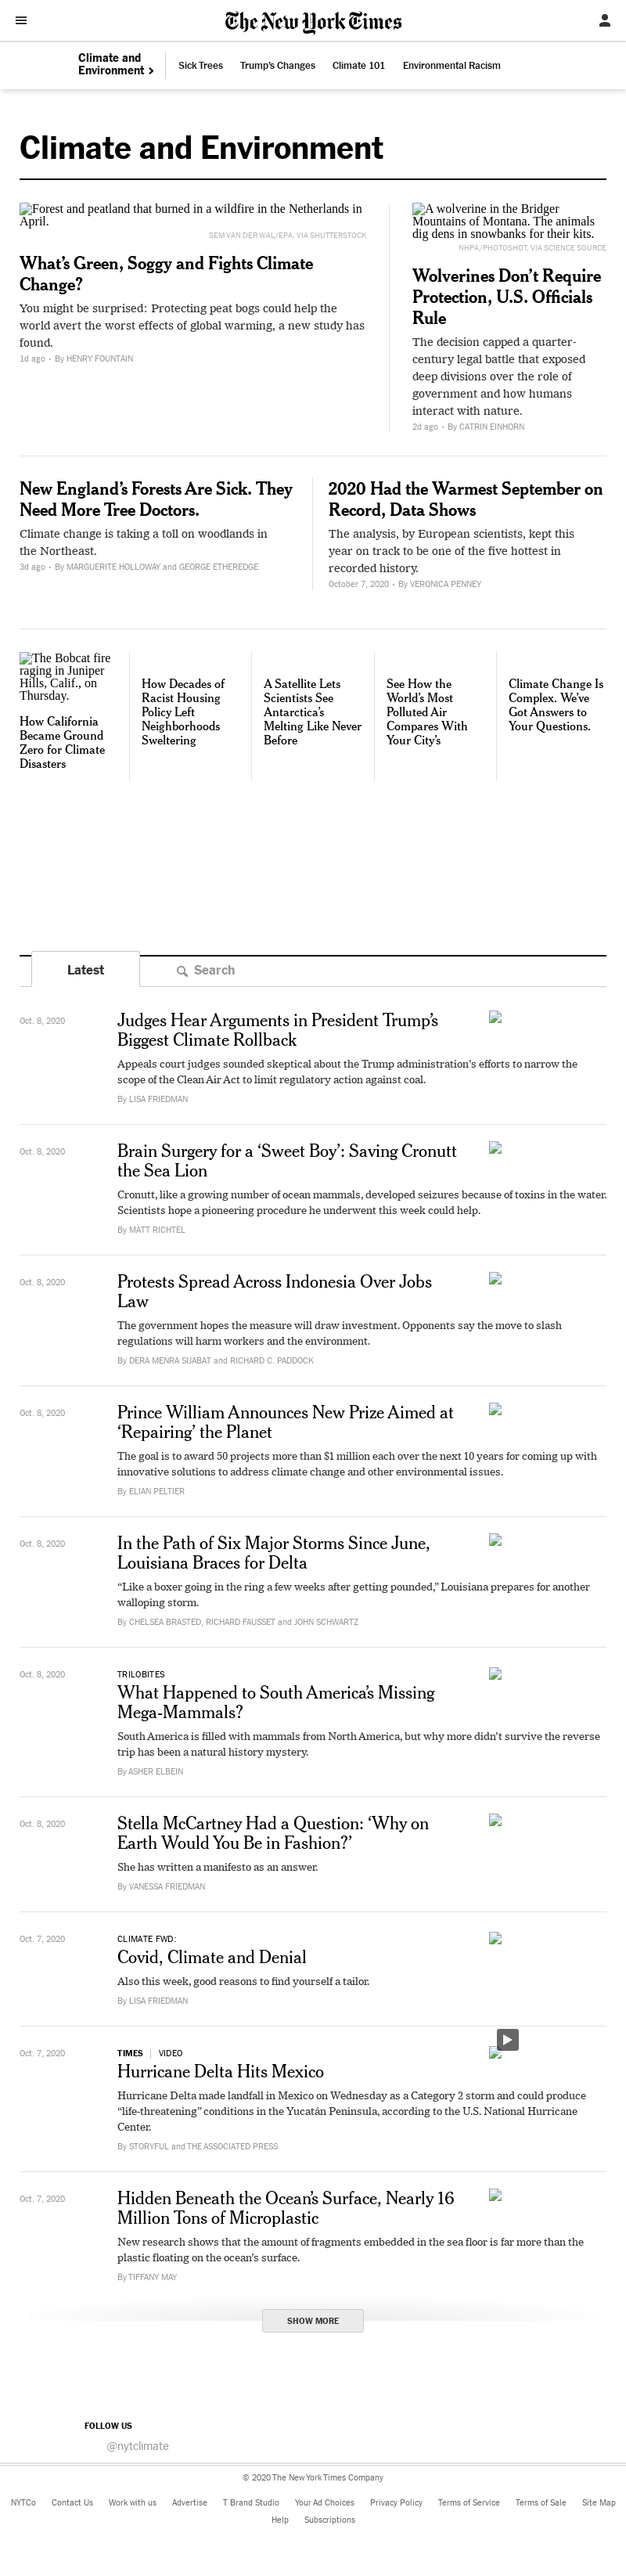 The New York Times
Climate and
Environment
Sick Trees
Trump's Changes
Climate 101
Environmental Racism
Climate and Environment
Forest and peatland that burned in a wildfire in the Netherlands in
April.
SEM VAN DER WAL/EPA, VIA SHUTTERSTOCK
What's Green, Soggy and Fights Climate
Change?
You might be surprised: Protecting peat bogs could help the
world avert the worst effects of global warming, a new study has
found.
1d ago • By HENRY FOUNTAIN
A wolverine in the Bridger
Mountains of Montana. The animals
dig dens in snowbanks for their kits.
NHPA/PHOTOSHOT, VIA SCIENCE SOURCE
Wolverines Don't Require
Protection, U.S. Officials
Rule
The decision capped a quarter-
century legal battle that exposed
deep divisions over the role of
government and how humans
interact with nature.
2d ago • By CATRIN EINHORN
New England's Forests Are Sick. They
Need More Tree Doctors.
Climate change is taking a toll on woodlands in
the Northeast.
3d ago • By MARGUERITE HOLLOWAY and GEORGE ETHEREDGE
2020 Had the Warmest September on
Record, Data Shows
The analysis, by European scientists, kept this
year on track to be one of the five hottest in
recorded history.
October 7, 2020 • By VERONICA PENNEY
The Bobcat fire
raging in Juniper
Hills, Calif., on
Thursday.
How California
Became Ground
Zero for Climate
Disasters
How Decades of
Racist Housing
Policy Left
Neighborhoods
Sweltering
A Satellite Lets
Scientists See
Antarctica's
Melting Like Never
Before
See How the
World's Most
Polluted Air
Compares With
Your City's
Climate Change Is
Complex. We've
Got Answers to
Your Questions.
Latest
Search
Oct. 8, 2020
Judges Hear Arguments in President Trump's
Biggest Climate Rollback
Appeals court judges sounded skeptical about the Trump administration's efforts to narrow the
scope of the Clean Air Act to limit regulatory action against coal.
By LISA FRIEDMAN
Oct. 8, 2020
Brain Surgery for a 'Sweet Boy': Saving Cronutt
the Sea Lion
Cronutt, like a growing number of ocean mammals, developed seizures because of toxins in the water.
Scientists hope a pioneering procedure he underwent this week could help.
By MATT RICHTEL
Oct. 8, 2020
Protests Spread Across Indonesia Over Jobs
Law
The government hopes the measure will draw investment. Opponents say the move to slash
regulations will harm workers and the environment.
By DERA MENRA SIJABAT and RICHARD C. PADDOCK
Oct. 8, 2020
Prince William Announces New Prize Aimed at
'Repairing' the Planet
The goal is to award 50 projects more than $1 million each over the next 10 years for coming up with
innovative solutions to address climate change and other environmental issues.
By ELIAN PELTIER
Oct. 8, 2020
In the Path of Six Major Storms Since June,
Louisiana Braces for Delta
“Like a boxer going in the ring a few weeks after getting pounded,” Louisiana prepares for another
walloping storm.
By CHELSEA BRASTED, RICHARD FAUSSET and JOHN SCHWARTZ
Oct. 8, 2020
TRILOBITES
What Happened to South America's Missing
Mega-Mammals?
South America is filled with mammals from North America, but why more didn't survive the reverse
trip has been a natural history mystery.
By ASHER ELBEIN
Oct. 8, 2020
Stella McCartney Had a Question: 'Why on
Earth Would You Be in Fashion?'
She has written a manifesto as an answer.
By VANESSA FRIEDMAN
Oct. 7, 2020
CLIMATE FWD:
Covid, Climate and Denial
Also this week, good reasons to find yourself a tailor.
By LISA FRIEDMAN
Oct. 7, 2020
TIMES | VIDEO
Hurricane Delta Hits Mexico
Hurricane Delta made landfall in Mexico on Wednesday as a Category 2 storm and could produce
“life-threatening” conditions in the Yucatán Peninsula, according to the U.S. National Hurricane
Center.
By STORYFUL and THE ASSOCIATED PRESS
Oct. 7, 2020
Hidden Beneath the Ocean's Surface, Nearly 16
Million Tons of Microplastic
New research shows that the amount of fragments embedded in the sea floor is far more than the
plastic floating on the ocean's surface.
By TIFFANY MAY
SHOW MORE
FOLLOW US
@nytclimate
© 2020 The New York Times Company
NYTCo
Contact Us
Work with us
Advertise
T Brand Studio
Your Ad Choices
Privacy Policy
Terms of Service
Terms of Sale
Site Map
Help
Subscriptions